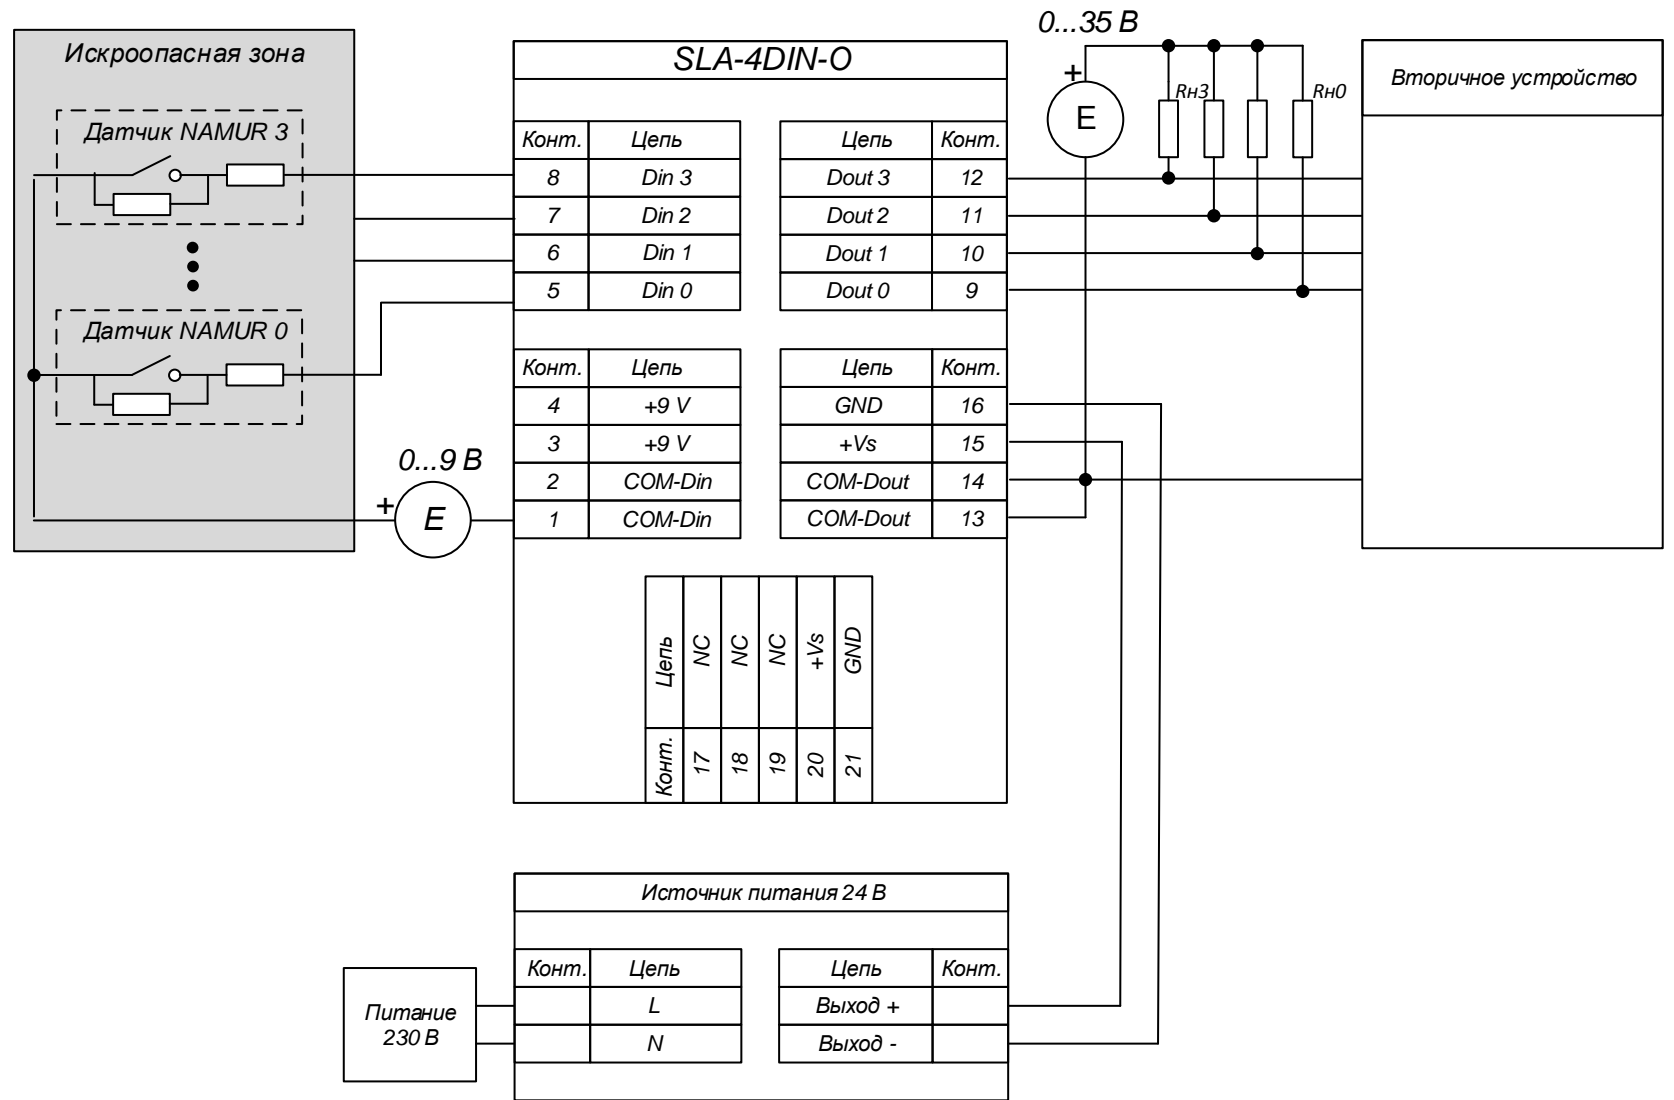 0...35 В
Искроопасная зона
SLA-4DIN-O
Вторичное устройство
+
E
Rн3
Rн0
Датчик NAMUR 3
Конт. Цепь
8 Din 3
7 Din 2
6 Din 1
5 Din 0
Цепь Конт.
Dout 3 12
Dout 2 11
Dout 1 10
Dout 0 9
Датчик NAMUR 0
Конт. Цепь
4 +9 V
3 +9 V
2 COM-Din
1 COM-Din
Цепь Конт.
GND 16
+Vs 15
COM-Dout 14
COM-Dout 13
0...9 В
+
E
Цепь NC NC NC +Vs GND
Конт. 17 18 19 20 21
Источник питания 24 В
Конт. Цепь
L
N
Цепь Конт.
Выход +
Выход -
Питание
230 В